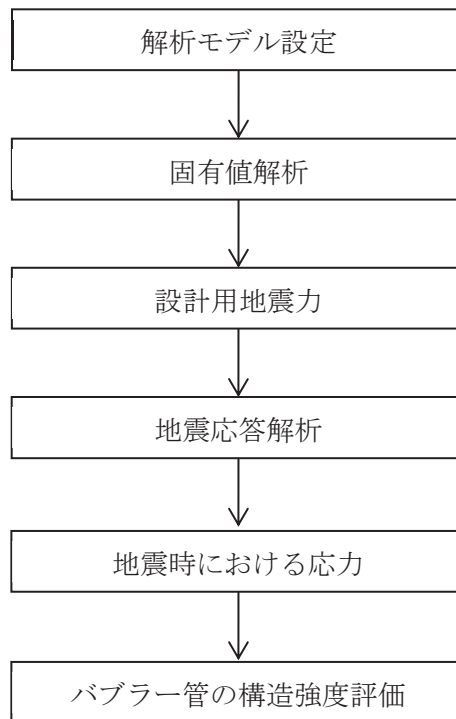 解析モデル設定
固有値解析
設計用地震力
地震応答解析
地震時における応力
バブラー管の構造強度評価